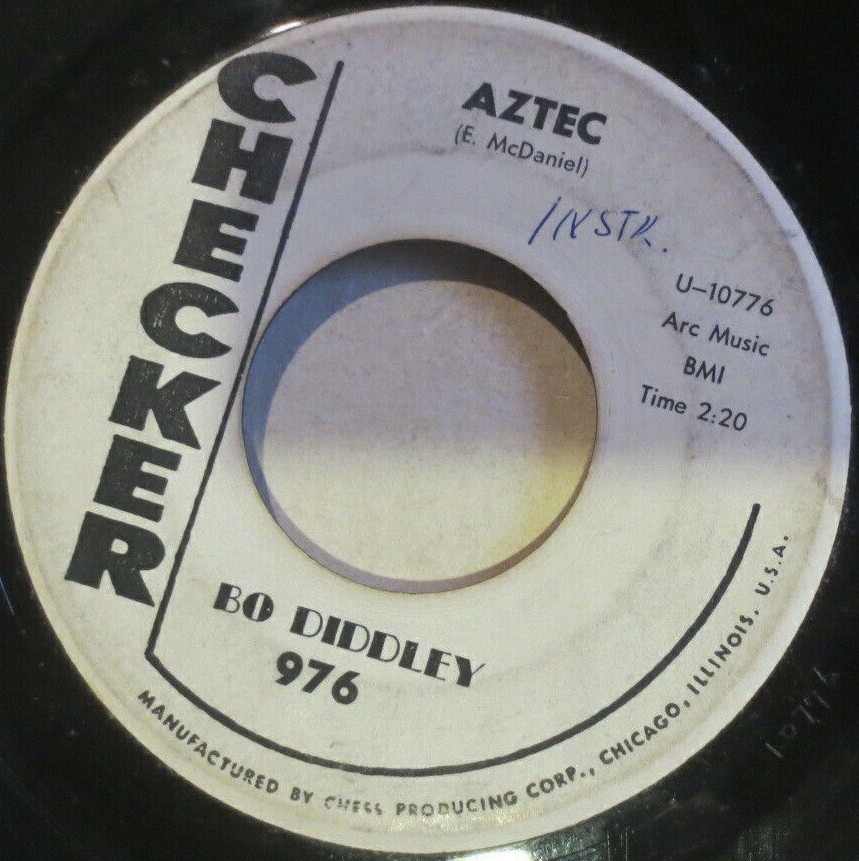 CHECKER
AZTEC
(E. McDaniel)
INSTR.
U-10776
Arc Music
BMI
Time 2:20
BO DIDDLEY
976
MANUFACTURED BY CHESS PRODUCING CORP., CHICAGO, ILLINOIS. U.S.A.